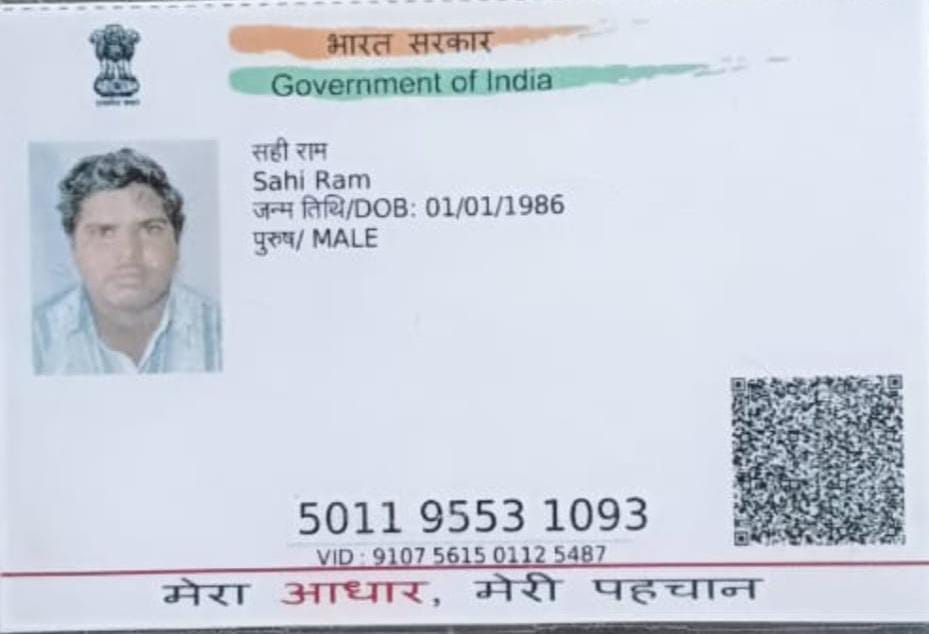 भारत सरकार
Government of India
सही राम
Sahi Ram
जन्म तिथि/DOB: 01/01/1986
पुरुष/ MALE
5011 9553 1093
VID : 9107 5615 0112 5487
मेरा आधार, मेरी पहचान